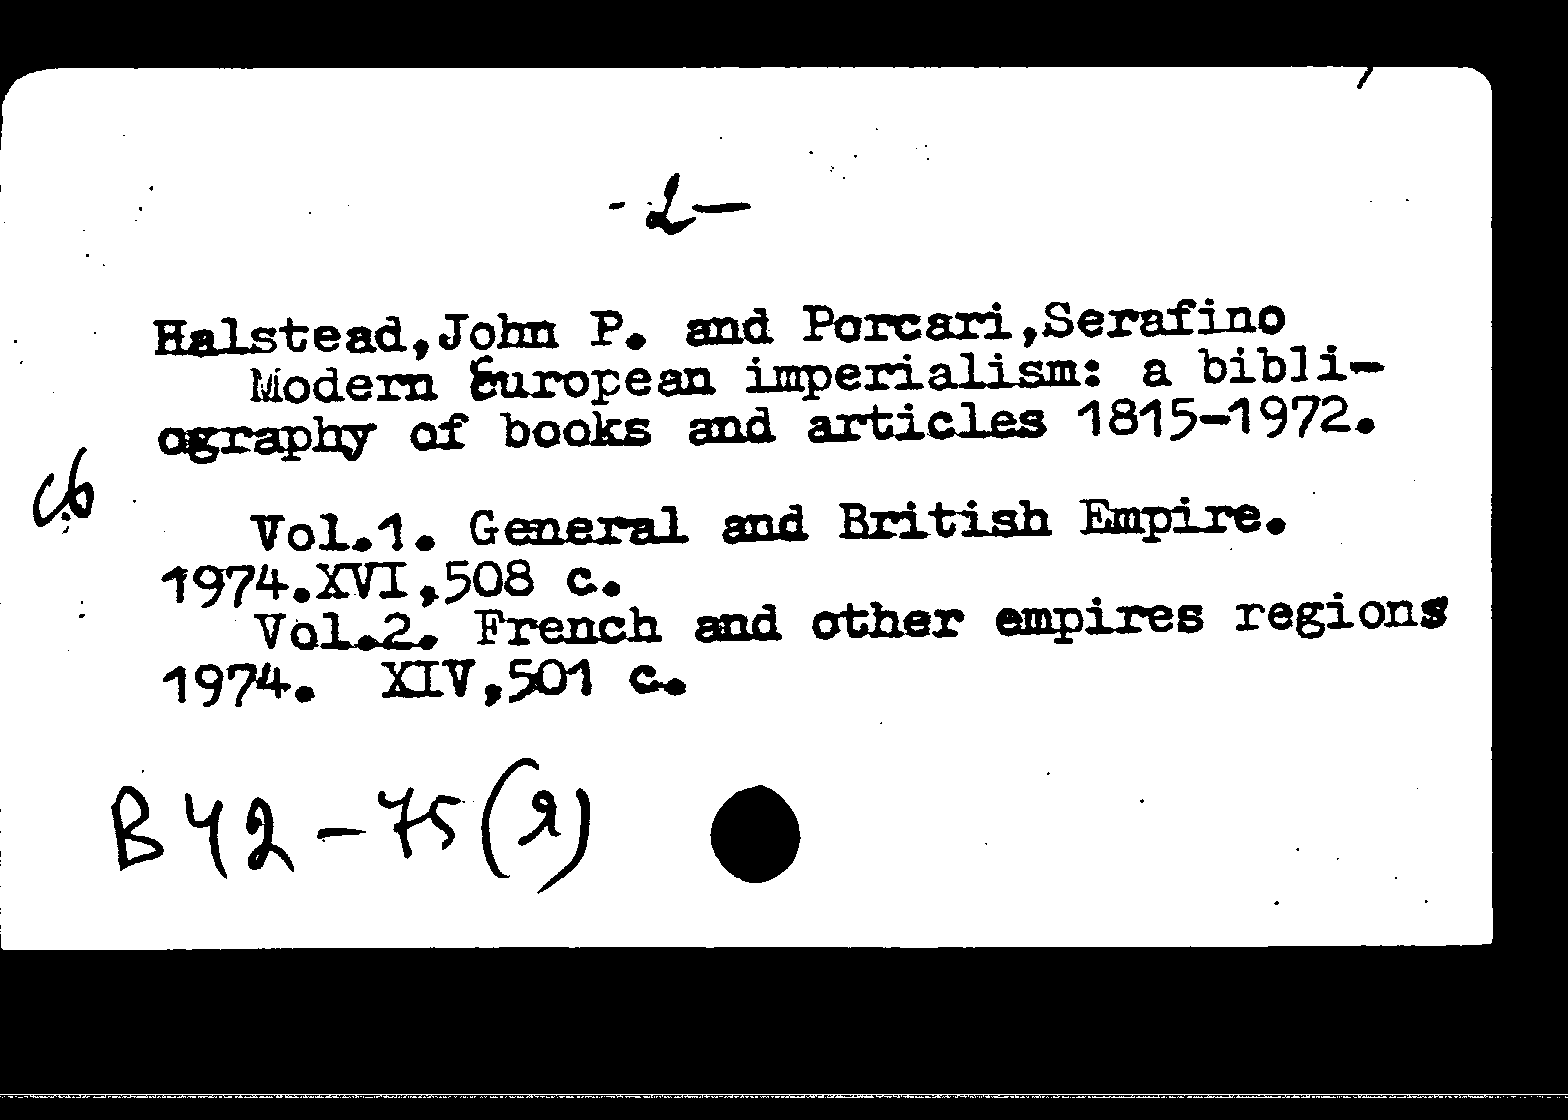 -2-
Halstead,John P. and Porcari,Serafino
Modern European imperialism: a bibli-
ography of books and articles 1815-1972.
сб
Vol.1. General and British Empire.
1974.XVI,508 c.
Vol.2. French and other empires regions
1974. XIV,501 c.
B 42-75(2)